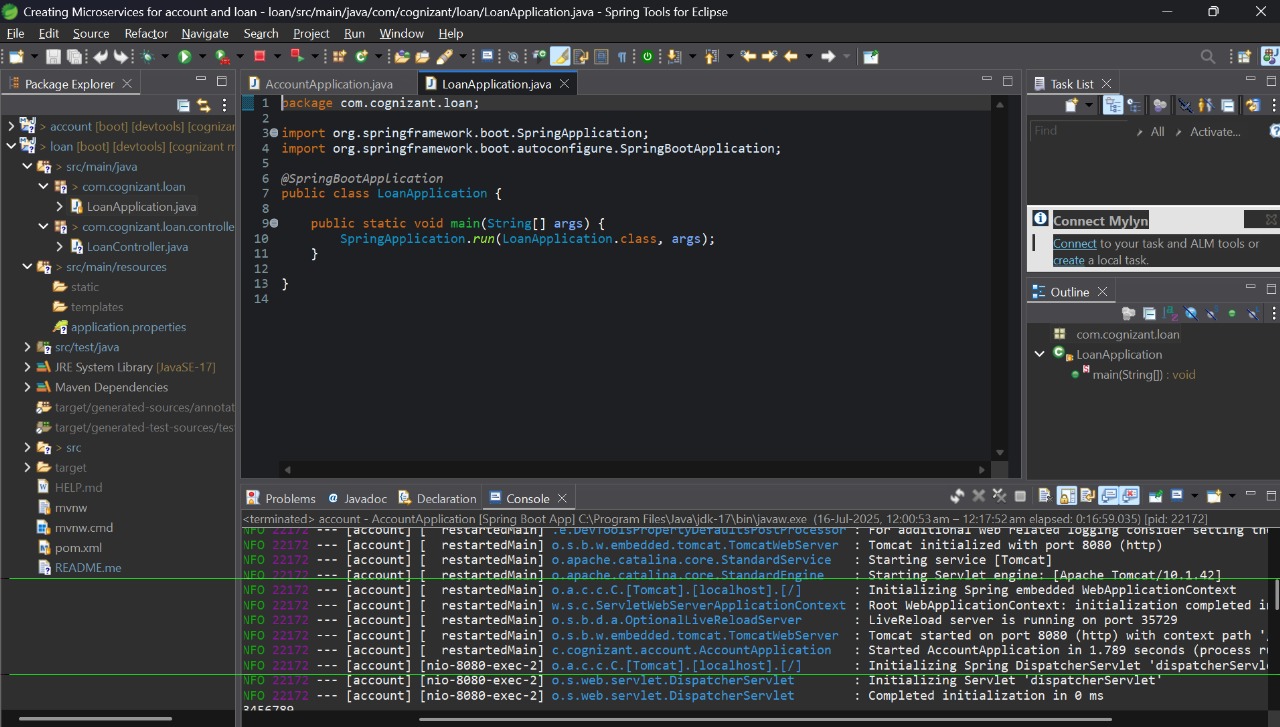 Creating Microservices for account and loan - loan/src/main/java/com/cognizant/loan/LoanApplication.java - Spring Tools for Eclipse
File Edit Source Refactor Navigate Search Project Run Window Help
Package Explorer
> account [boot] [devtools] [cogniza
> loan [boot] [devtools] [cognizant m
> src/main/java
> com.cognizant.loan
LoanApplication.java
> com.cognizant.loan.controlle
LoanController.java
> src/main/resources
static
templates
application.properties
src/test/java
JRE System Library [JavaSE-17]
Maven Dependencies
target/generated-sources/annotat
target/generated-test-sources/tes
> src
target
HELP.md
mvnw
mvnw.cmd
pom.xml
README.me
AccountApplication.java LoanApplication.java
1 package com.cognizant.loan;
2
3 import org.springframework.boot.SpringApplication;
4 import org.springframework.boot.autoconfigure.SpringBootApplication;
5
6 @SpringBootApplication
7 public class LoanApplication {
8
9 public static void main(String[] args) {
10 SpringApplication.run(LoanApplication.class, args);
11 }
12
13 }
14
Task List
Find All Activate...
Connect Mylyn
Connect to your task and ALM tools or
create a local task.
Outline
com.cognizant.loan
LoanApplication
main(String[]) : void
Problems Javadoc Declaration Console
<terminated> account - AccountApplication [Spring Boot App] C:\Program Files\Java\jdk-17\bin\javaw.exe (16-Jul-2025, 12:00:53 am – 12:17:52 am elapsed: 0:16:59.035) [pid: 22172]
NFO 22172 --- [account] [ restartedMain] .e.DevToolsPropertyDefaultsPostProcessor : For additional web related logging consider setting th
NFO 22172 --- [account] [ restartedMain] o.s.b.w.embedded.tomcat.TomcatWebServer : Tomcat initialized with port 8080 (http)
NFO 22172 --- [account] [ restartedMain] o.apache.catalina.core.StandardService : Starting service [Tomcat]
NFO 22172 --- [account] [ restartedMain] o.apache.catalina.core.StandardEngine : Starting Servlet engine: [Apache Tomcat/10.1.42]
NFO 22172 --- [account] [ restartedMain] o.a.c.c.C.[Tomcat].[localhost].[/] : Initializing Spring embedded WebApplicationContext
NFO 22172 --- [account] [ restartedMain] w.s.c.ServletWebServerApplicationContext : Root WebApplicationContext: initialization completed i
NFO 22172 --- [account] [ restartedMain] o.s.b.d.a.OptionalLiveReloadServer : LiveReload server is running on port 35729
NFO 22172 --- [account] [ restartedMain] o.s.b.w.embedded.tomcat.TomcatWebServer : Tomcat started on port 8080 (http) with context path '
NFO 22172 --- [account] [ restartedMain] c.cognizant.account.AccountApplication : Started AccountApplication in 1.789 seconds (process r
NFO 22172 --- [account] [nio-8080-exec-2] o.a.c.c.C.[Tomcat].[localhost].[/] : Initializing Spring DispatcherServlet 'dispatcherServl
NFO 22172 --- [account] [nio-8080-exec-2] o.s.web.servlet.DispatcherServlet : Initializing Servlet 'dispatcherServlet'
NFO 22172 --- [account] [nio-8080-exec-2] o.s.web.servlet.DispatcherServlet : Completed initialization in 0 ms
3456789